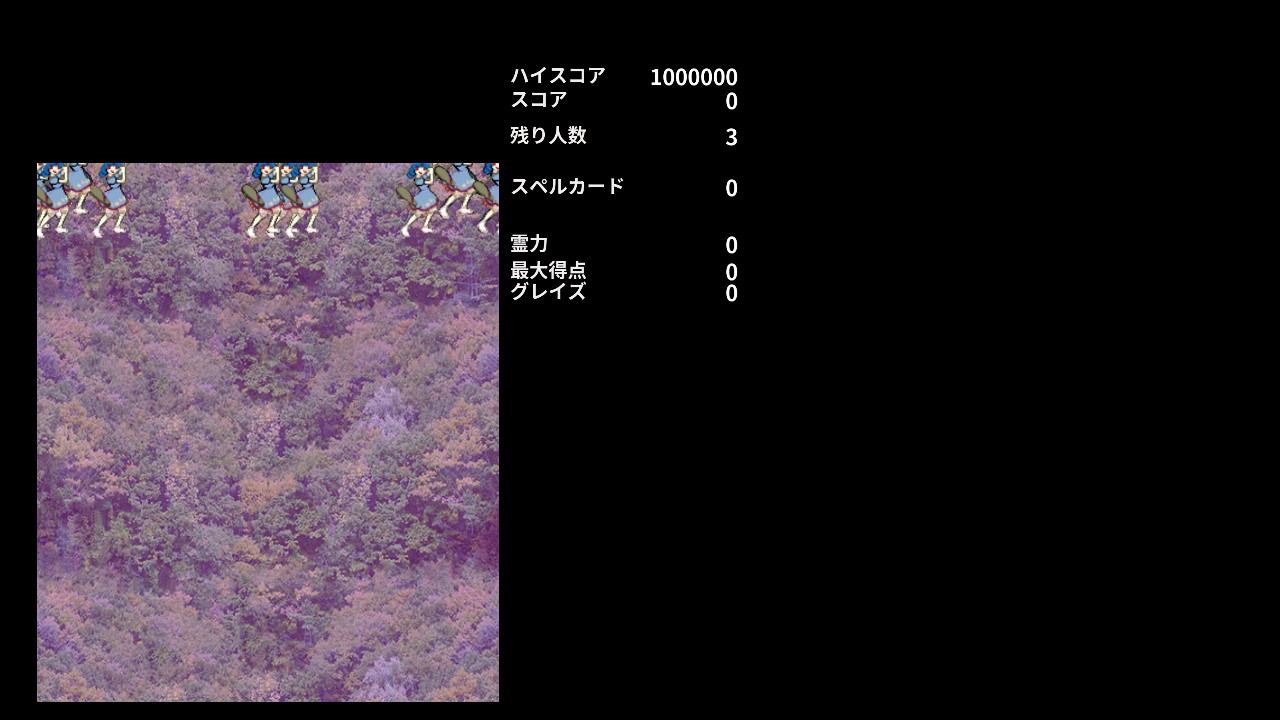 ハイスコア 1000000
スコア 0
残り人数 3
スペルカード 0
霊力 0
最大得点 0
グレイズ 0